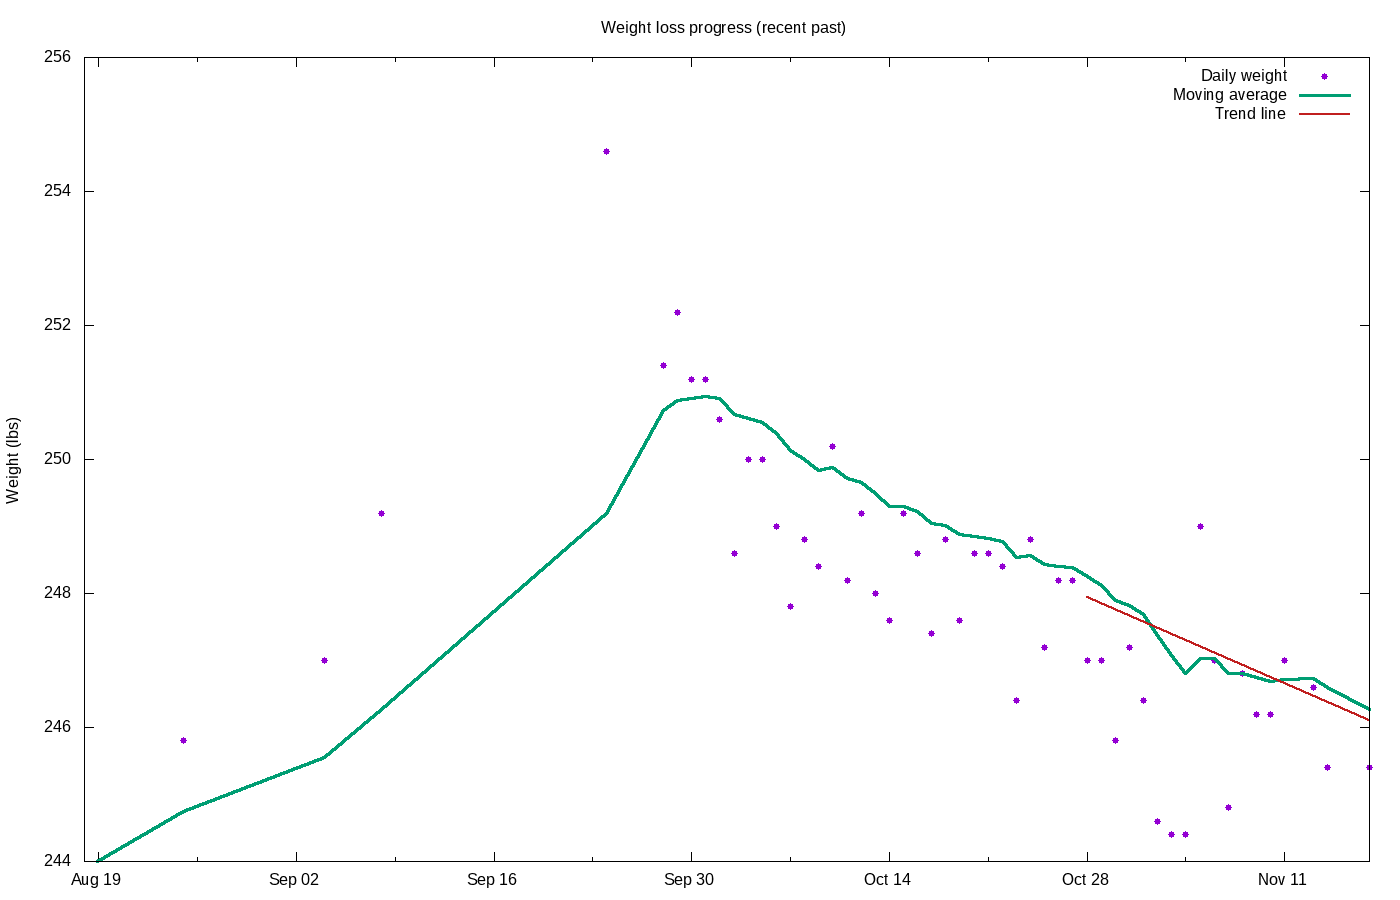 Weight loss progress (recent past)
256
254
252
250
248
246
244
Weight (lbs)
Daily weight
Moving average
Trend line
Aug 19 Sep 02 Sep 16 Sep 30 Oct 14 Oct 28 Nov 11